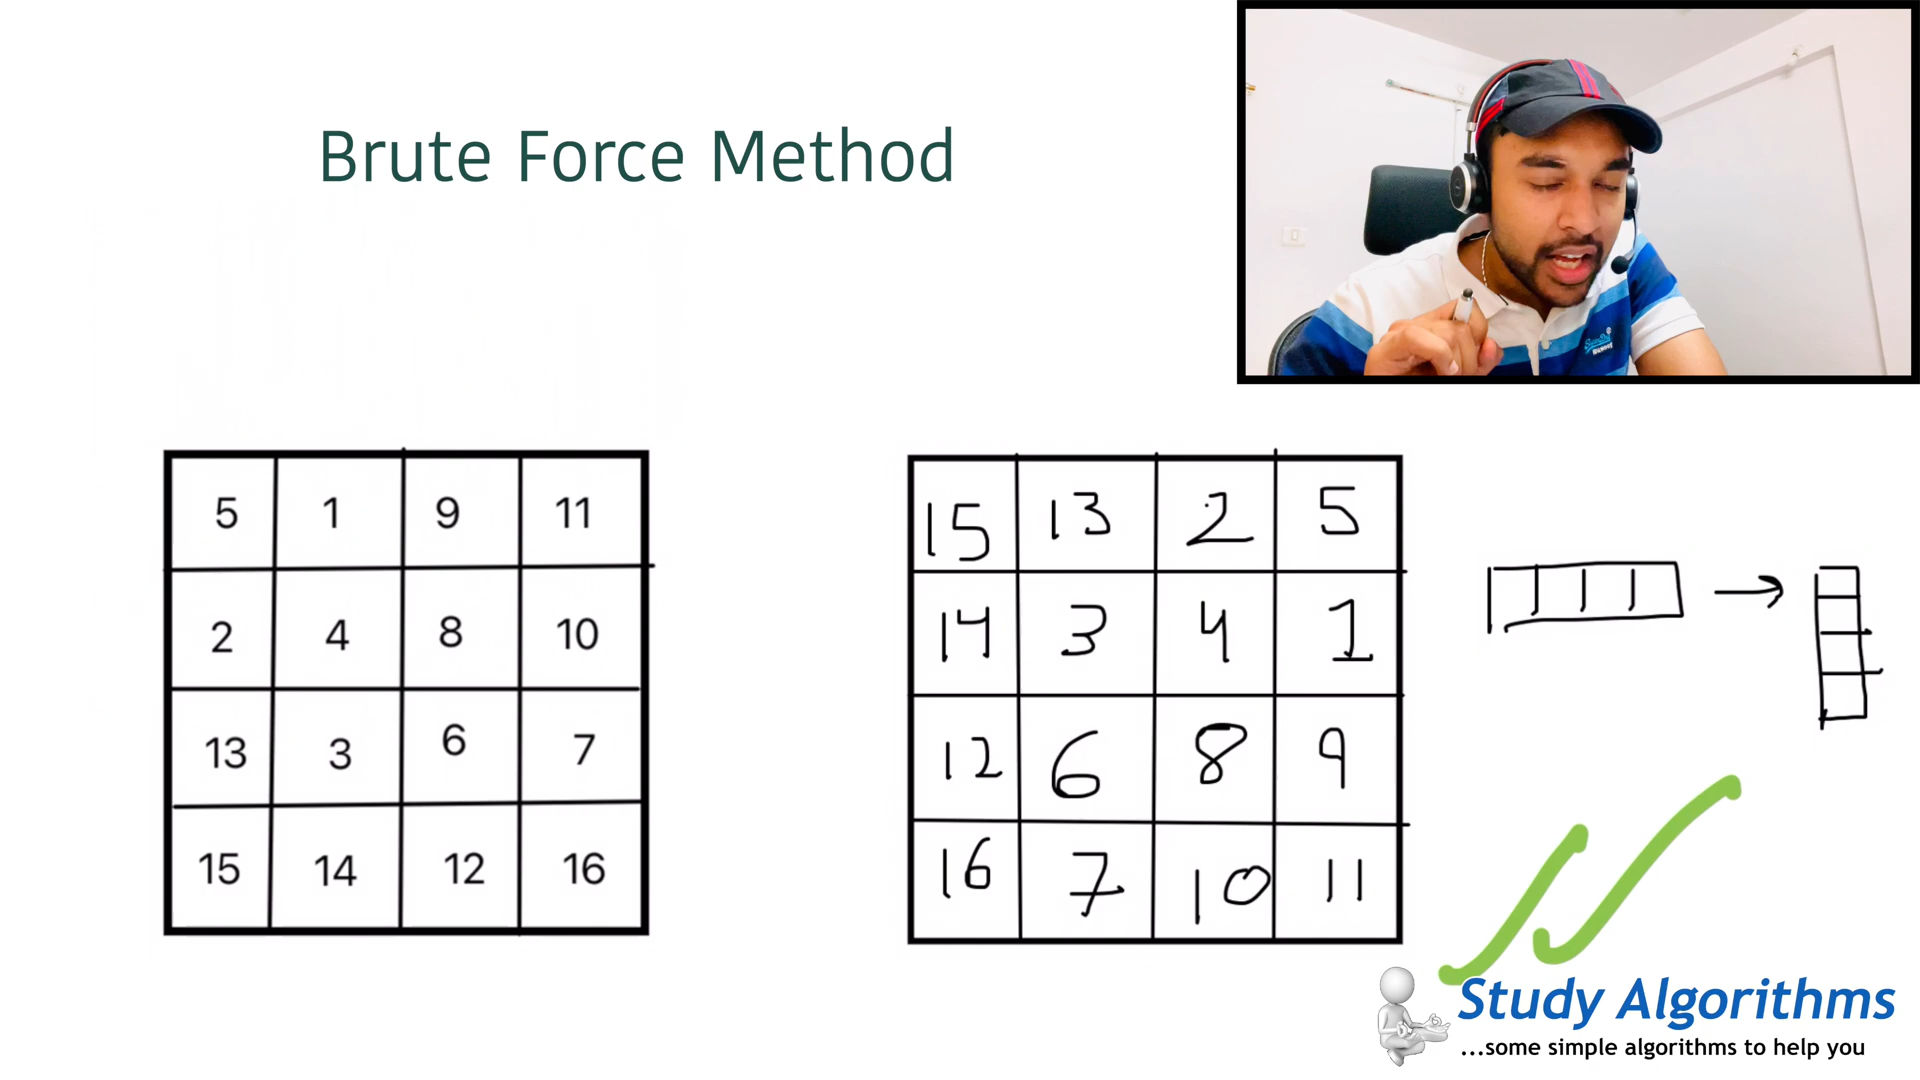 Brute Force Method
5 1 9 11
2 4 8 10
13 3 6 7
15 14 12 16
15 13 2 5
14 3 4 1
12 6 8 9
16 7 10 11
Superdry
Study Algorithms
...some simple algorithms to help you